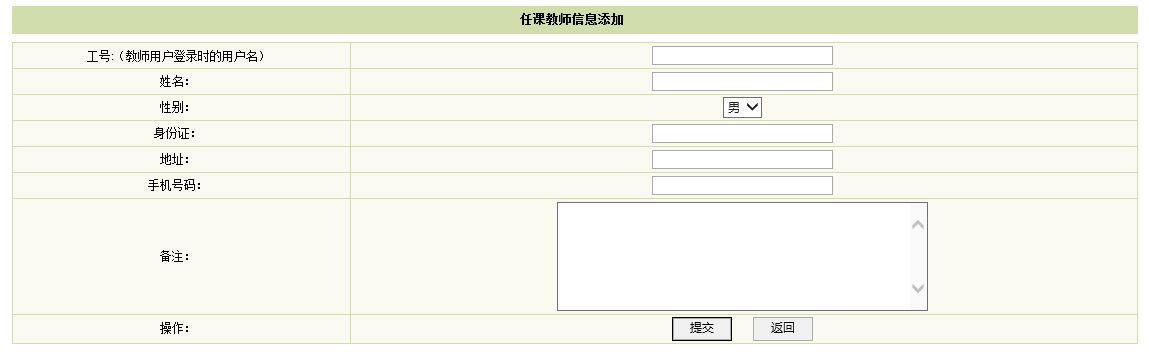 任课教师信息添加
工号:（教师用户登录时的用户名）
姓名：
性别： 男
身份证：
地址：
手机号码：
备注：
操作： 提交 返回